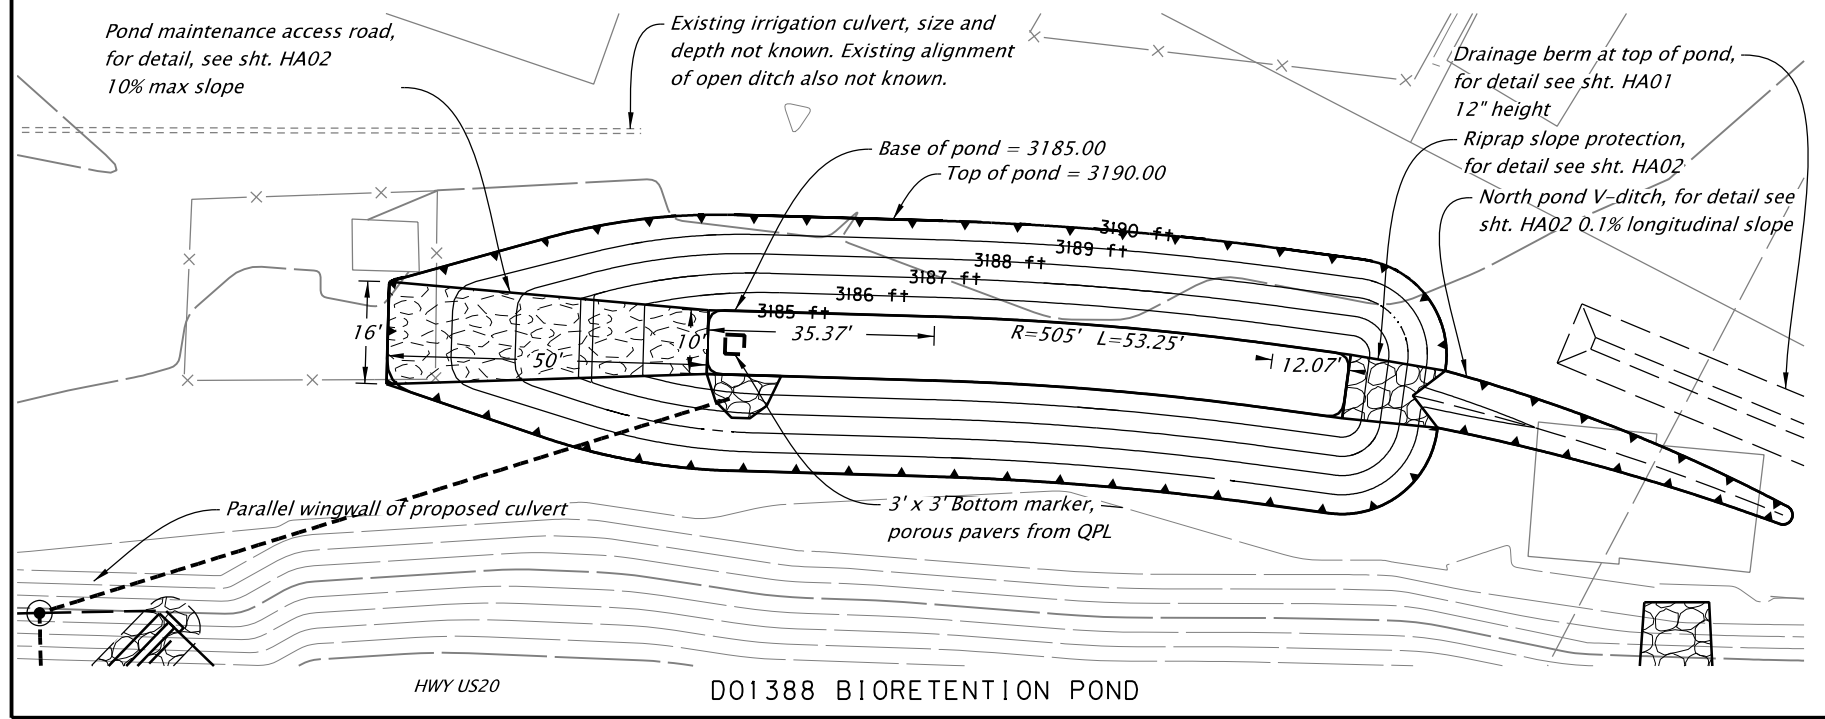 Pond maintenance access road,
for detail, see sht. HA02
10% max slope
Existing irrigation culvert, size and
depth not known. Existing alignment
of open ditch also not known.
Drainage berm at top of pond,
for detail see sht. HA01
12" height
Riprap slope protection,
for detail see sht. HA02
North pond V-ditch, for detail see
sht. HA02 0.1% longitudinal slope
Base of pond = 3185.00
Top of pond = 3190.00
3190 ft
3189 ft
3188 ft
3187 ft
3186 ft
3185 ft
16'
50'
10'
35.37'
R=505' L=53.25'
12.07'
Parallel wingwall of proposed culvert
3' x 3' Bottom marker,
porous pavers from QPL
HWY US20
DO1388 BIORETENTION POND